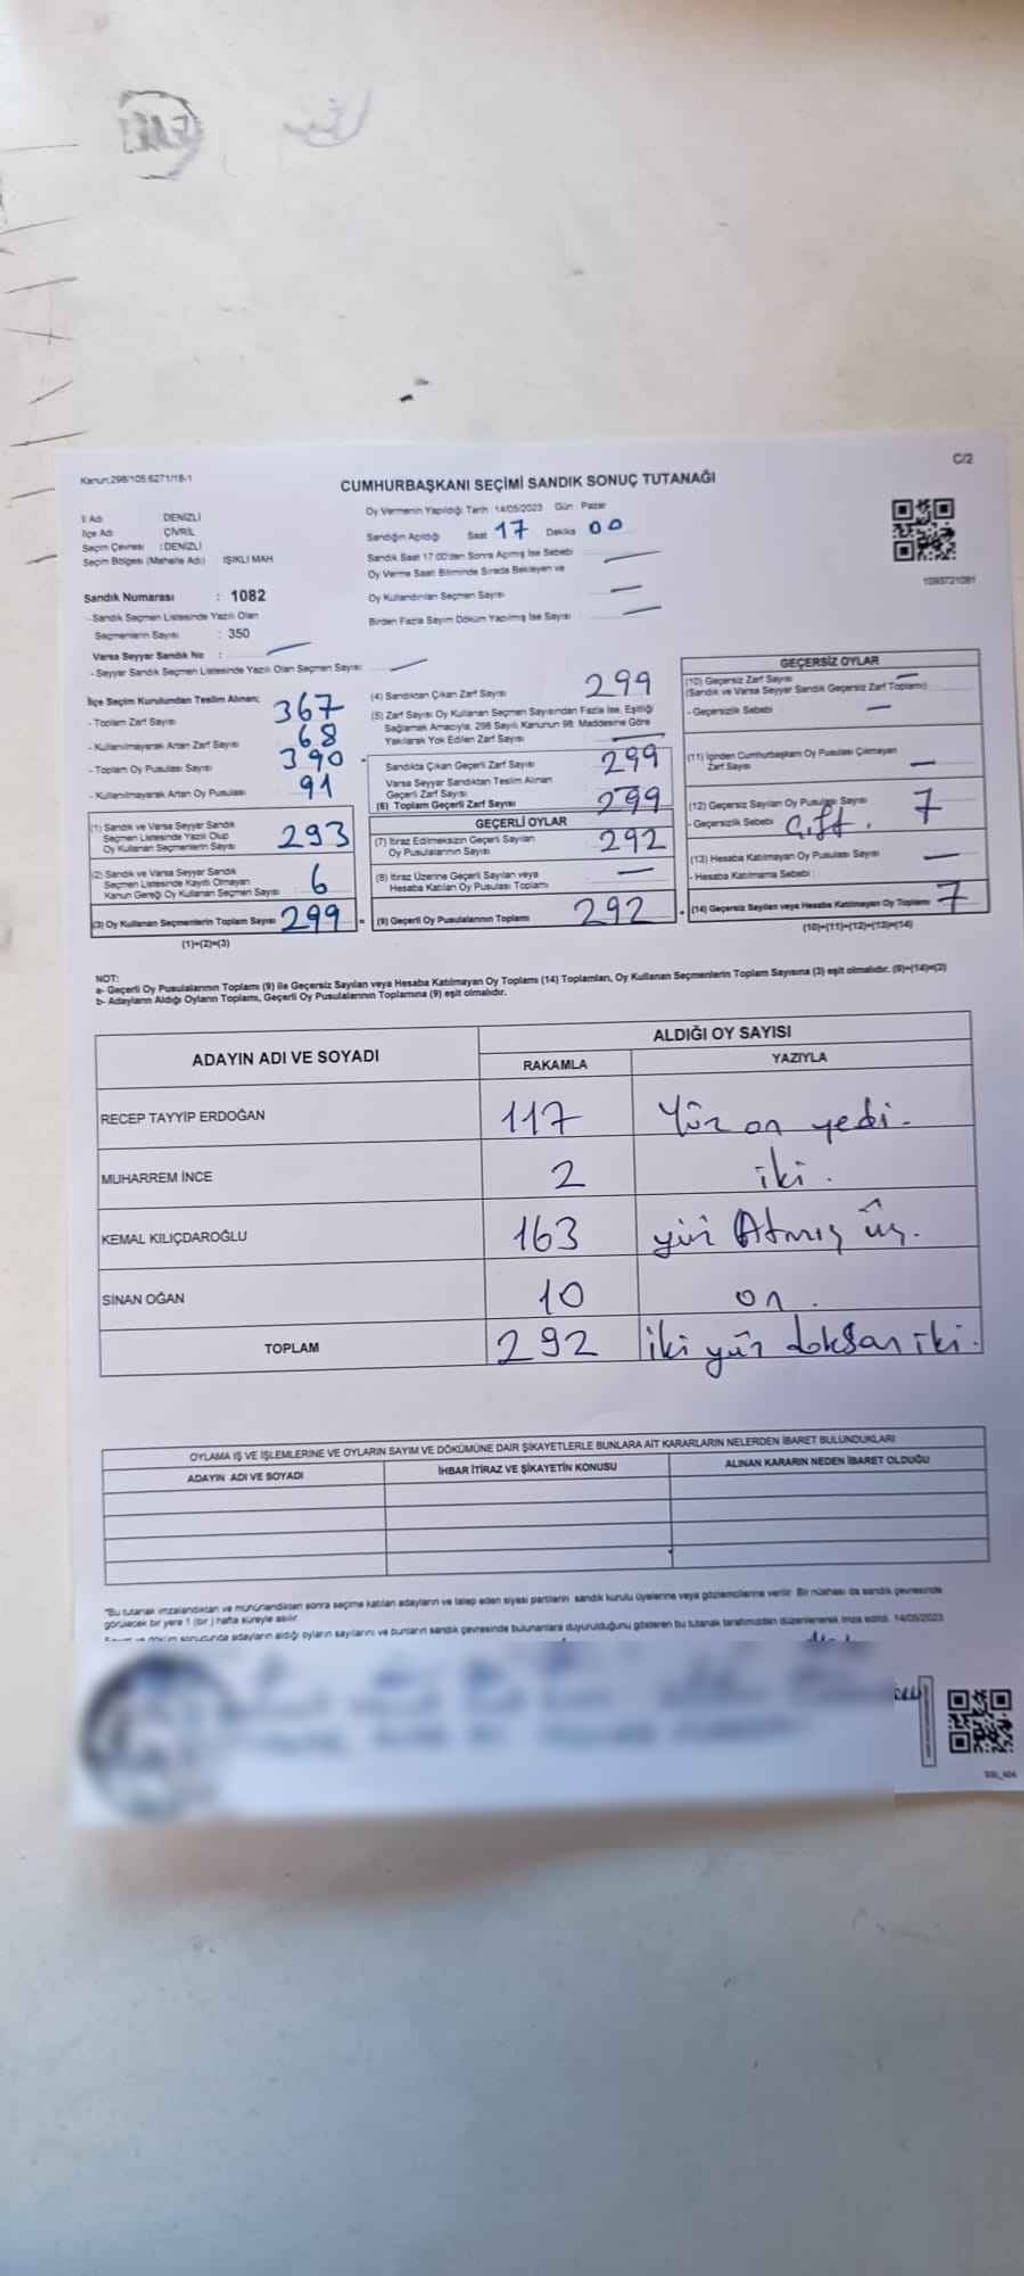 Kanun:298/105 6271/18-1
C/2
CUMHURBAŞKANI SEÇİMİ SANDIK SONUÇ TUTANAĞI
İl Adı DENİZLİ
İlçe Adı ÇİVRİL
Seçim Çevresi : DENİZLİ
Seçim Bölgesi (Mahalle Adı) IŞIKLI MAH
Sandık Numarası : 1082
-Sandık Seçmen Listesinde Yazılı Olan
Seçmenlerin Sayısı : 350
Varsa Seyyar Sandık No :
-Seyyar Sandık Seçmen Listesinde Yazılı Olan Seçmen Sayısı
Oy Vermenin Yapıldığı Tarih 14/05/2023 Gün : Pazar
Sandığın Açıldığı Saat 17 Dakika 00
Sandık Saat 17 00'den Sonra Açılmış İse Sebebi
Oy Verme Saati Bitiminde Sırada Bekleyen ve
Oy Kullandırılan Seçmen Sayısı
Birden Fazla Sayım Döküm Yapılmış İse Sayısı
İlçe Seçim Kurulundan Teslim Alınan;
- Toplam Zarf Sayısı 367
- Kullanılmayarak Artan Zarf Sayısı 68
- Toplam Oy Pusulası Sayısı 390
- Kullanılmayarak Artan Oy Pusulası 91
(1) Sandık ve Varsa Seyyar Sandık
Seçmen Listesinde Yazılı Olup
Oy Kullanan Seçmenlerin Sayısı 293
(2) Sandık ve Varsa Seyyar Sandık
Seçmen Listesinde Kayıtlı Olmayan
Kanun Gereği Oy Kullanan Seçmen Sayısı 6
(3) Oy Kullanan Seçmenlerin Toplam Sayısı 299 =
(1)+(2)=(3)
(4) Sandıktan Çıkan Zarf Sayısı 299
(5) Zarf Sayısı Oy Kullanan Seçmen Sayısından Fazla İse, Eşitliği
Sağlamak Amacıyla, 298 Sayılı Kanunun 98. Maddesine Göre
Yakılarak Yok Edilen Zarf Sayısı
Sandıkta Çıkan Geçerli Zarf Sayısı 299
Varsa Seyyar Sandıktan Teslim Alınan
Geçerli Zarf Sayısı
(6) Toplam Geçerli Zarf Sayısı 299
GEÇERLİ OYLAR
(7) İtiraz Edilmeksizin Geçerli Sayılan
Oy Pusulalarının Sayısı 292
(8) İtiraz Üzerine Geçerli Sayılan veya
Hesaba Katılan Oy Pusulası Toplamı
(9) Geçerli Oy Pusulalarının Toplamı 292
GEÇERSİZ OYLAR
(10) Geçersiz Zarf Sayısı
(Sandık ve Varsa Seyyar Sandık Geçersiz Zarf Toplamı)
- Geçersizlik Sebebi
(11) İçinden Cumhurbaşkanı Oy Pusulası Çıkmayan
Zarf Sayısı
(12) Geçersiz Sayılan Oy Pusulası Sayısı 7
- Geçersizlik Sebebi Çift.
(13) Hesaba Katılmayan Oy Pusulası Sayısı
- Hesaba Katılmama Sebebi
(14) Geçersiz Sayılan veya Hesaba Katılmayan Oy Toplamı 7
(10)+(11)+(12)+(13)=(14)
NOT:
a- Geçerli Oy Pusulalarının Toplamı (9) ile Geçersiz Sayılan veya Hesaba Katılmayan Oy Toplamı (14) Toplamları, Oy Kullanan Seçmenlerin Toplam Sayısına (3) eşit olmalıdır. (9)+(14)=(3)
b- Adayların Aldığı Oyların Toplamı, Geçerli Oy Pusulalarının Toplamına (9) eşit olmalıdır.
ADAYIN ADI VE SOYADI
ALDIĞI OY SAYISI
RAKAMLA YAZIYLA
RECEP TAYYİP ERDOĞAN 117 Yüz on yedi.
MUHARREM İNCE 2 iki.
KEMAL KILIÇDAROĞLU 163 yüz Atmış üç.
SİNAN OĞAN 10 on.
TOPLAM 292 iki yüz doksan iki.
OYLAMA İŞ VE İŞLEMLERİNE VE OYLARIN SAYIM VE DÖKÜMÜNE DAİR ŞİKAYETLERLE BUNLARA AİT KARARLARIN NELERDEN İBARET BULUNDUKLARI
ADAYIN ADI VE SOYADI İHBAR İTİRAZ VE ŞİKAYETİN KONUSU ALINAN KARARIN NEDEN İBARET OLDUĞU
*Bu tutanak imzalandıktan ve mühürlendikten sonra seçime katılan adayların ve talep eden siyasi partilerin sandık kurulu üyelerine veya gözlemcilerine verilir. Bir nüshası da sandık çevresinde
görülecek bir yere 1 (bir) hafta süreyle asılır.
Sayım ve döküm sonucunda adayların aldığı oyların sayılarını ve bunların sandık çevresinde bulunanlara duyurulduğunu gösteren bu tutanak tarafımızdan düzenlenerek imza edildi. 14/05/2023